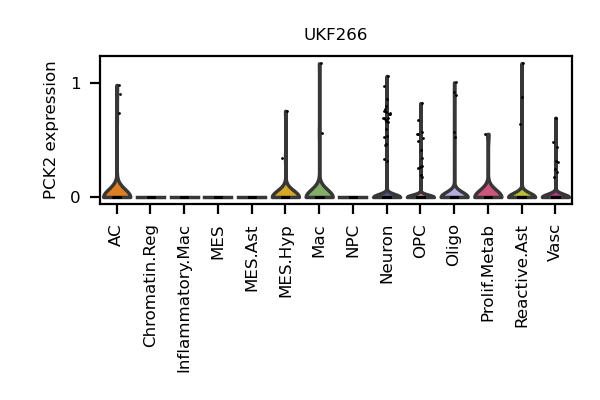 UKF266
PCK2 expression
1
0
AC
Chromatin.Reg
Inflammatory.Mac
MES
MES.Ast
MES.Hyp
Mac
NPC
Neuron
OPC
Oligo
Prolif.Metab
Reactive.Ast
Vasc